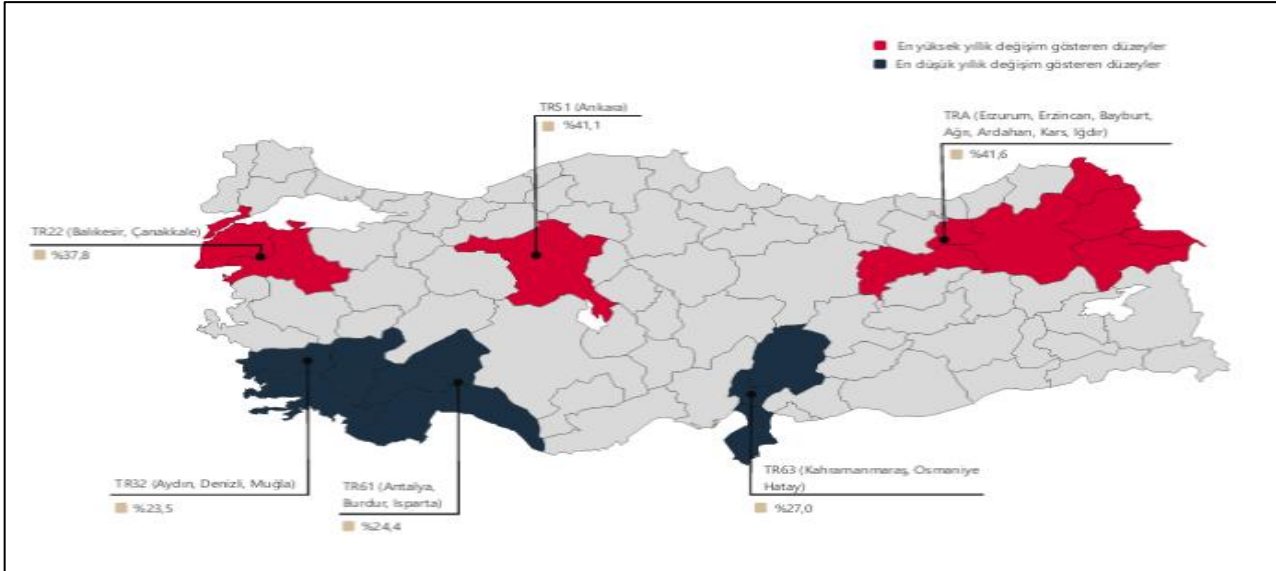 En yüksek yıllık değişim gösteren düzeyler
En düşük yıllık değişim gösteren düzeyler
TR51 (Ankara)
%41,1
TRA (Erzurum, Erzincan, Bayburt,
Ağrı, Ardahan, Kars, Iğdır)
%41,6
TR22 (Balıkesir, Çanakkale)
%37,8
TR32 (Aydın, Denizli, Muğla)
%23,5
TR61 (Antalya,
Burdur, Isparta)
%24,4
TR63 (Kahramanmaraş, Osmaniye
Hatay)
%27,0